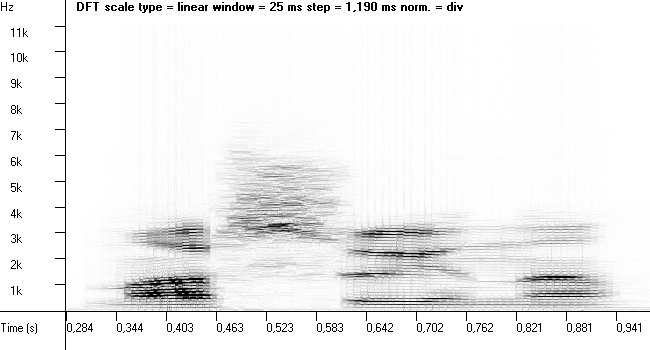 Hz
DFT scale type = linear window = 25 ms step = 1,190 ms norm. = div
11k
10k
9k
8k
7k
6k
5k
4k
3k
2k
1k
Time (s) 0,284 0,344 0,403 0,463 0,523 0,583 0,642 0,702 0,762 0,821 0,881 0,941